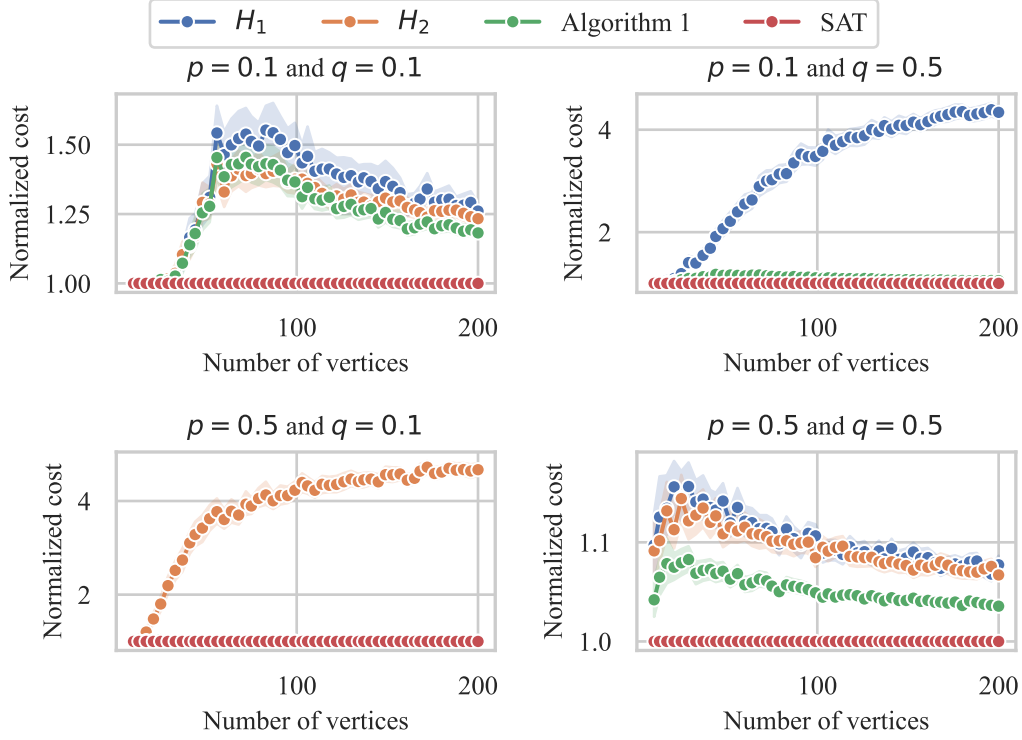 H₁ H₂ Algorithm 1 SAT
p = 0.1 and q = 0.1
p = 0.1 and q = 0.5
Normalized cost
1.50
1.25
1.00
100 200
Number of vertices
Normalized cost
4
2
100 200
Number of vertices
p = 0.5 and q = 0.1
p = 0.5 and q = 0.5
Normalized cost
4
2
100 200
Number of vertices
Normalized cost
1.1
1.0
100 200
Number of vertices